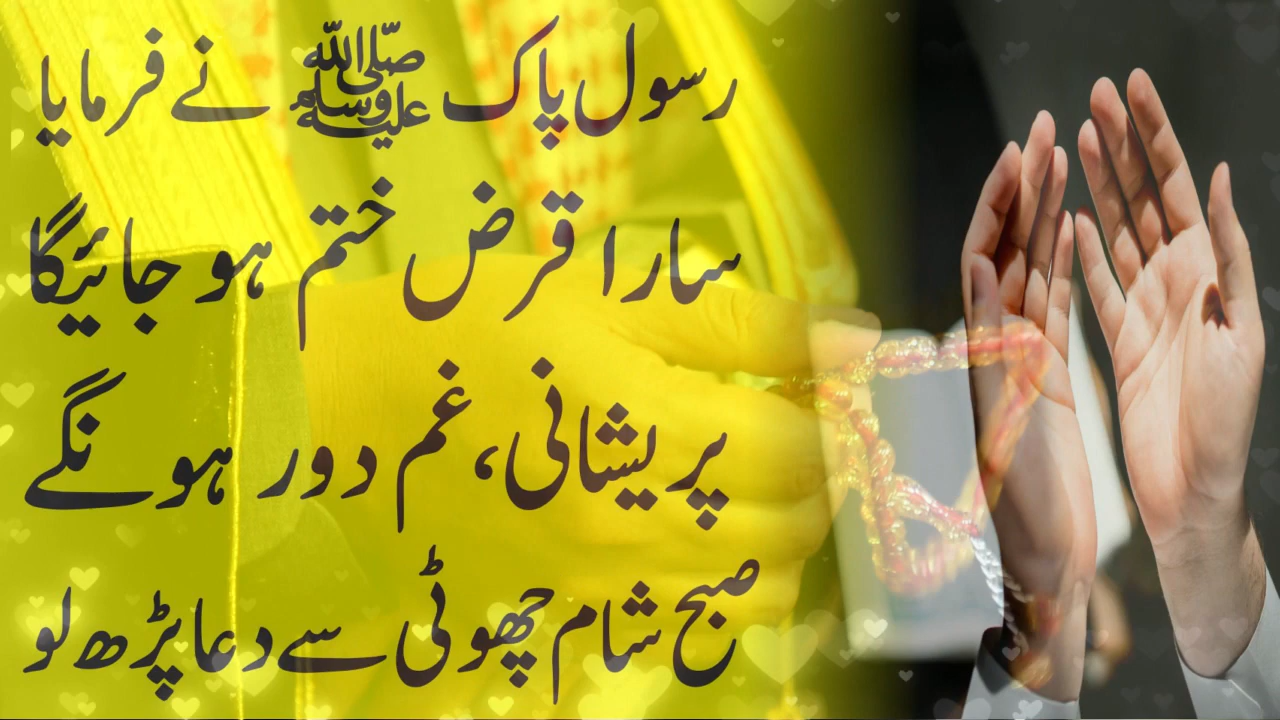 رسول پاک ﷺ نے فرمایا
سارا قرض ختم ہو جائیگا
پریشانی، غم دور ہونگے
صبح شام چھوٹی سے دعا پڑھ لو